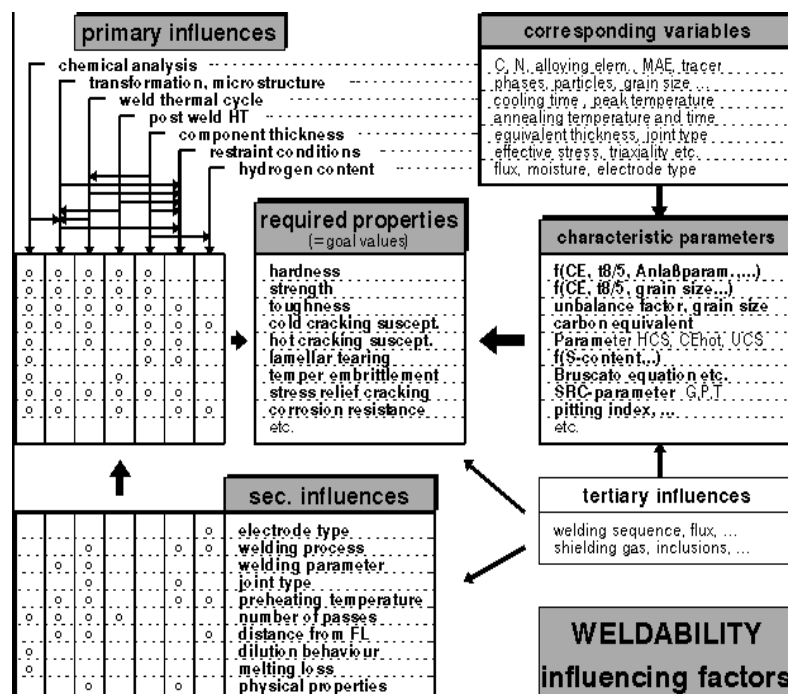 primary influences
chemical analysis
transformation, microstructure
weld thermal cycle
post weld HT
component thickness
restraint conditions
hydrogen content
corresponding variables
C, N, alloying elem., MAE, tracer
phases, particles, grain size ...
cooling time, peak temperature
annealing temperature and time
equivalent thickness, joint type
effective stress, triaxiality etc.
flux, moisture, electrode type
required properties
(=goal values)
hardness
strength
toughness
cold cracking suscept.
hot cracking suscept.
lamellar tearing
temper embrittlement
stress relief cracking
corrosion resistance
etc.
characteristic parameters
f(CE, t8/5, Anlaßparam.,...)
f(CE, t8/5, grain size...)
unbalance factor, grain size
carbon equivalent
Parameter HCS, CEhot, UCS
f(S-content,..)
Bruscato equation etc.
SRC-parameter G,P,T
pitting index, ...
etc.
sec. influences
electrode type
welding process
welding parameter
joint type
preheating temperature
number of passes
distance from FL
dilution behaviour
melting loss
physical properties
tertiary influences
welding sequence, flux, ...
shielding gas, inclusions, ...
WELDABILITY
influencing factors